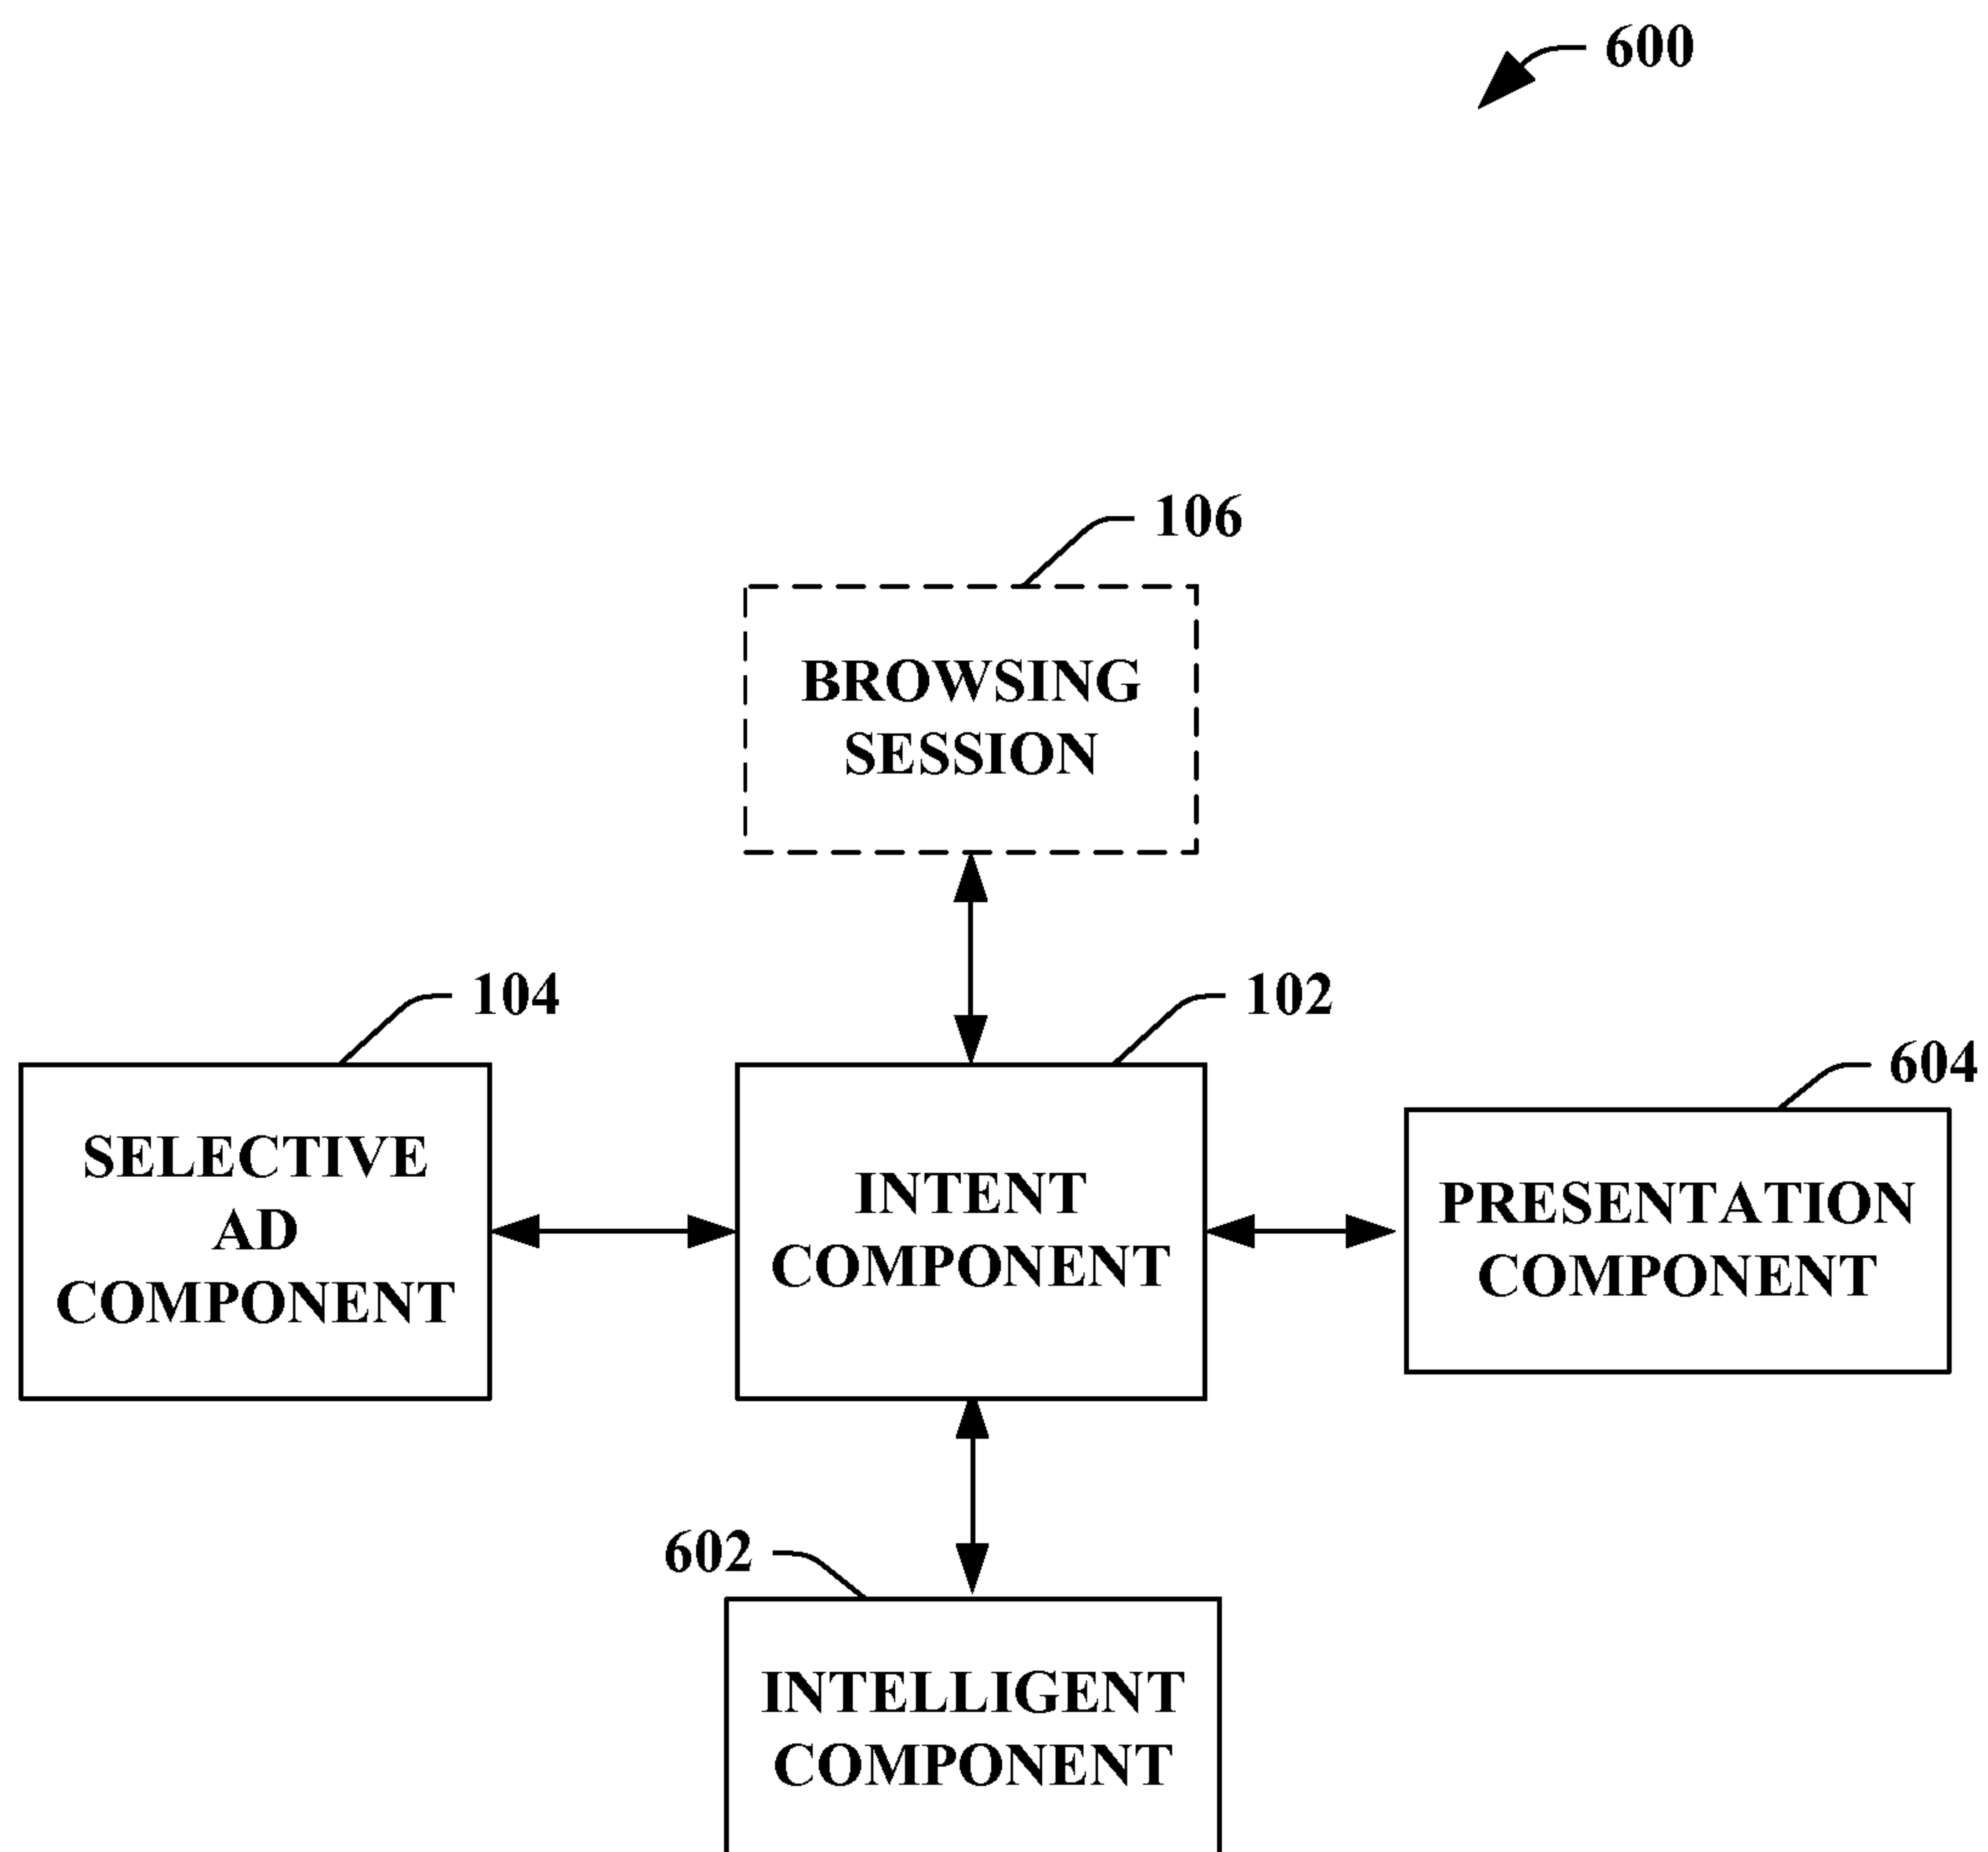 600
106
BROWSING
SESSION
104
102
604
SELECTIVE
AD
COMPONENT
INTENT
COMPONENT
PRESENTATION
COMPONENT
602
INTELLIGENT
COMPONENT